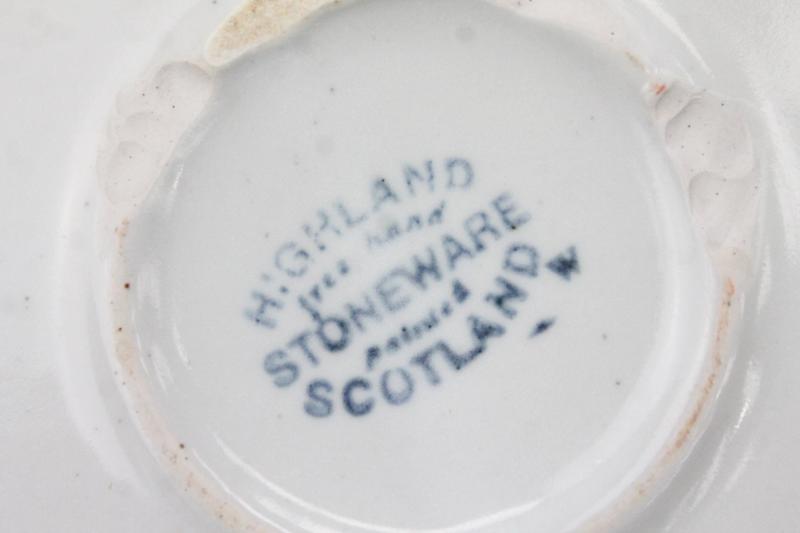 HIGHLAND
free hand
STONEWARE
painted
SCOTLAND
W